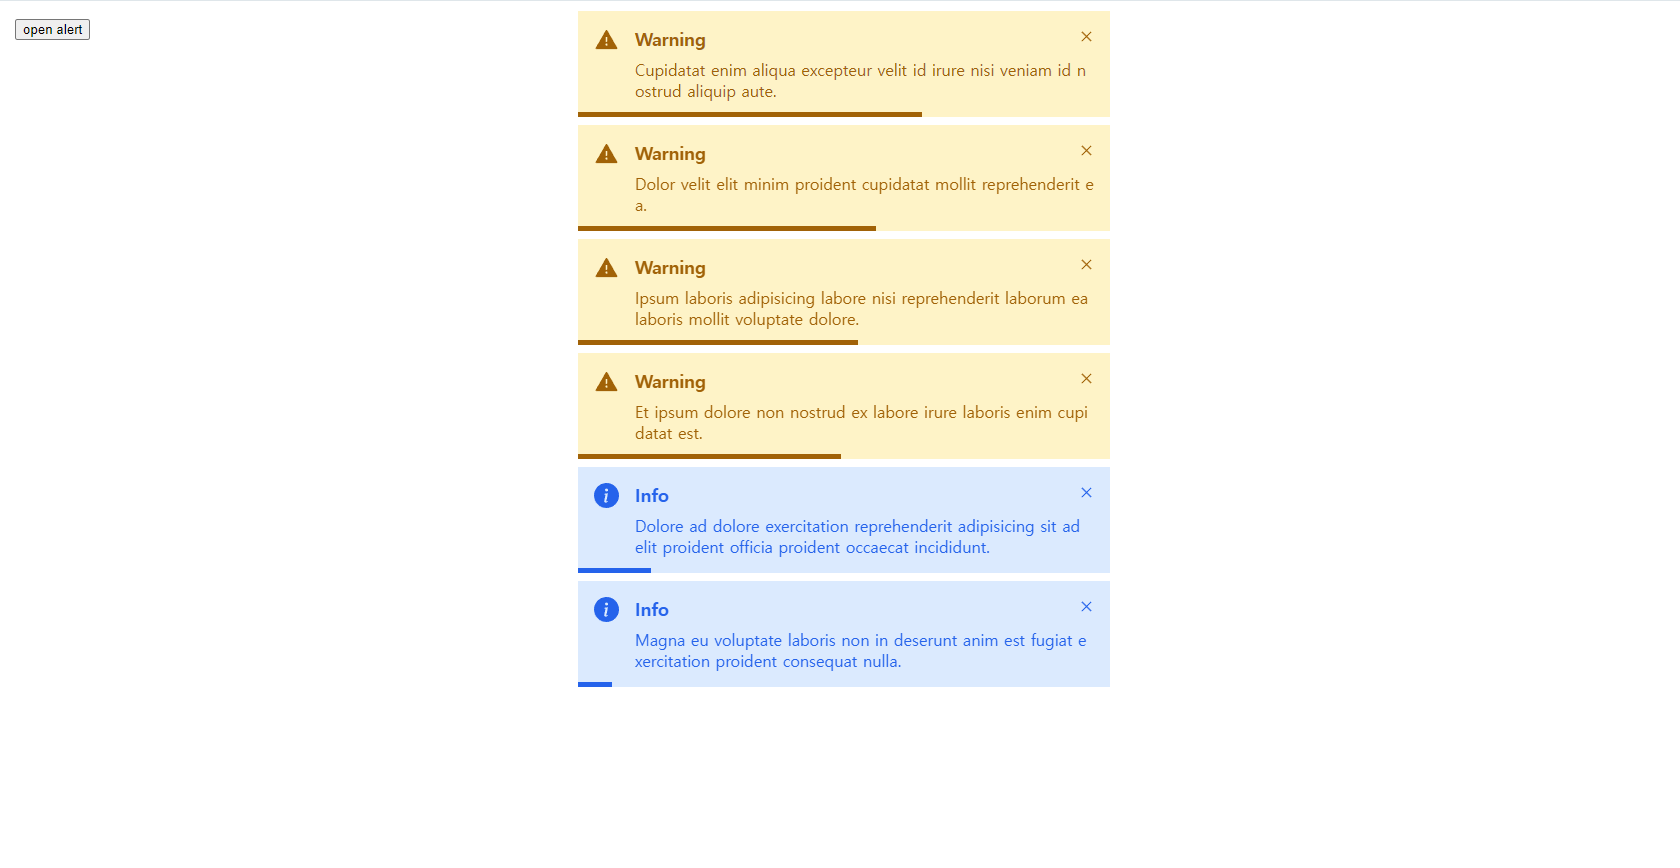 open alert
Warning
Cupidatat enim aliqua excepteur velit id irure nisi veniam id n
ostrud aliquip aute.
Warning
Dolor velit elit minim proident cupidatat mollit reprehenderit e
a.
Warning
Ipsum laboris adipisicing labore nisi reprehenderit laborum ea
laboris mollit voluptate dolore.
Warning
Et ipsum dolore non nostrud ex labore irure laboris enim cupi
datat est.
Info
Dolore ad dolore exercitation reprehenderit adipisicing sit ad
elit proident officia proident occaecat incididunt.
Info
Magna eu voluptate laboris non in deserunt anim est fugiat e
xercitation proident consequat nulla.